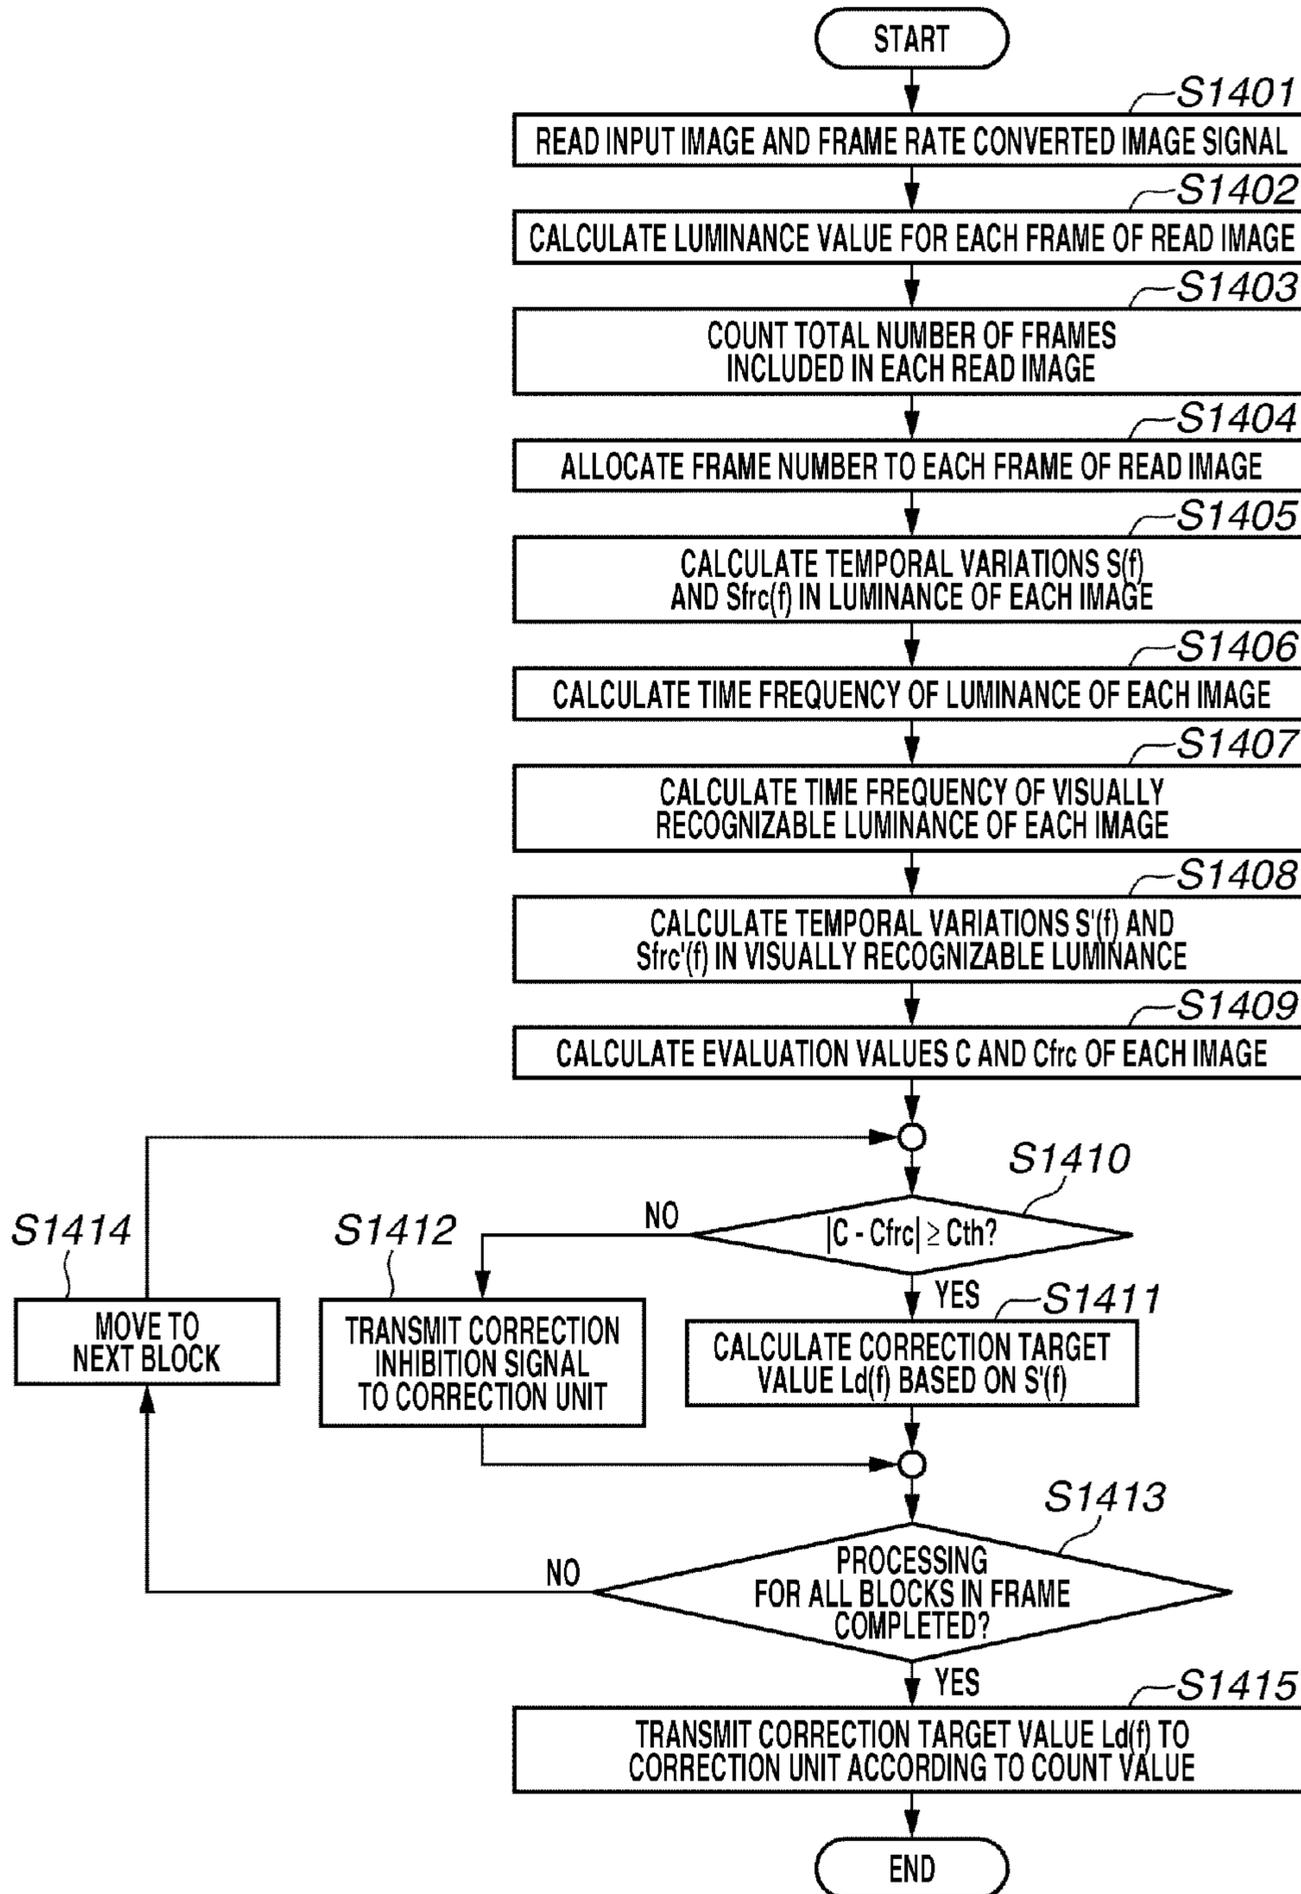 START
S1401
READ INPUT IMAGE AND FRAME RATE CONVERTED IMAGE SIGNAL
S1402
CALCULATE LUMINANCE VALUE FOR EACH FRAME OF READ IMAGE
S1403
COUNT TOTAL NUMBER OF FRAMES
INCLUDED IN EACH READ IMAGE
S1404
ALLOCATE FRAME NUMBER TO EACH FRAME OF READ IMAGE
S1405
CALCULATE TEMPORAL VARIATIONS S(f)
AND Sfrc(f) IN LUMINANCE OF EACH IMAGE
S1406
CALCULATE TIME FREQUENCY OF LUMINANCE OF EACH IMAGE
S1407
CALCULATE TIME FREQUENCY OF VISUALLY
RECOGNIZABLE LUMINANCE OF EACH IMAGE
S1408
CALCULATE TEMPORAL VARIATIONS S'(f) AND
Sfrc'(f) IN VISUALLY RECOGNIZABLE LUMINANCE
S1409
CALCULATE EVALUATION VALUES C AND Cfrc OF EACH IMAGE
S1410
|C - Cfrc| ≥ Cth?
NO
YES
S1411
CALCULATE CORRECTION TARGET
VALUE Ld(f) BASED ON S'(f)
S1412
TRANSMIT CORRECTION
INHIBITION SIGNAL
TO CORRECTION UNIT
S1414
MOVE TO
NEXT BLOCK
S1413
PROCESSING
FOR ALL BLOCKS IN FRAME
COMPLETED?
NO
YES
S1415
TRANSMIT CORRECTION TARGET VALUE Ld(f) TO
CORRECTION UNIT ACCORDING TO COUNT VALUE
END